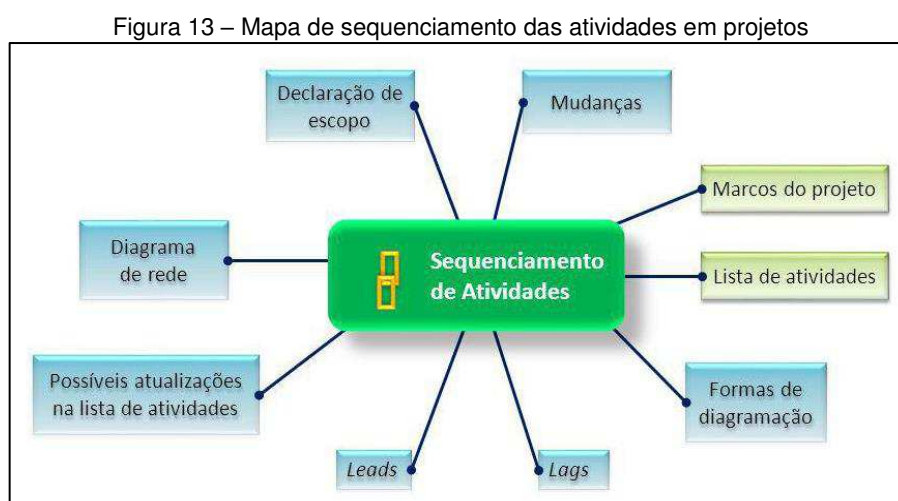 Figura 13 – Mapa de sequenciamento das atividades em projetos
Declaração de
escopo
Mudanças
Marcos do projeto
Diagrama
de rede
Sequenciamento
de Atividades
Lista de atividades
Possíveis atualizações
na lista de atividades
Formas de
diagramação
Leads
Lags